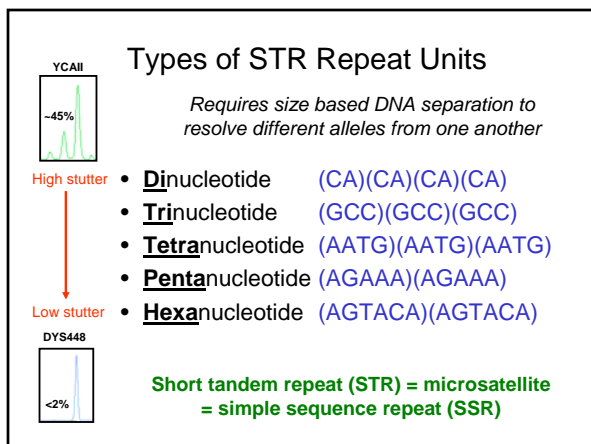 Types of STR Repeat Units
YCAII
~45%
Requires size based DNA separation to
resolve different alleles from one another
High stutter
• Dinucleotide (CA)(CA)(CA)(CA)
• Trinucleotide (GCC)(GCC)(GCC)
• Tetranucleotide (AATG)(AATG)(AATG)
• Pentanucleotide (AGAAA)(AGAAA)
• Hexanucleotide (AGTACA)(AGTACA)
Low stutter
DYS448
<2%
Short tandem repeat (STR) = microsatellite
= simple sequence repeat (SSR)